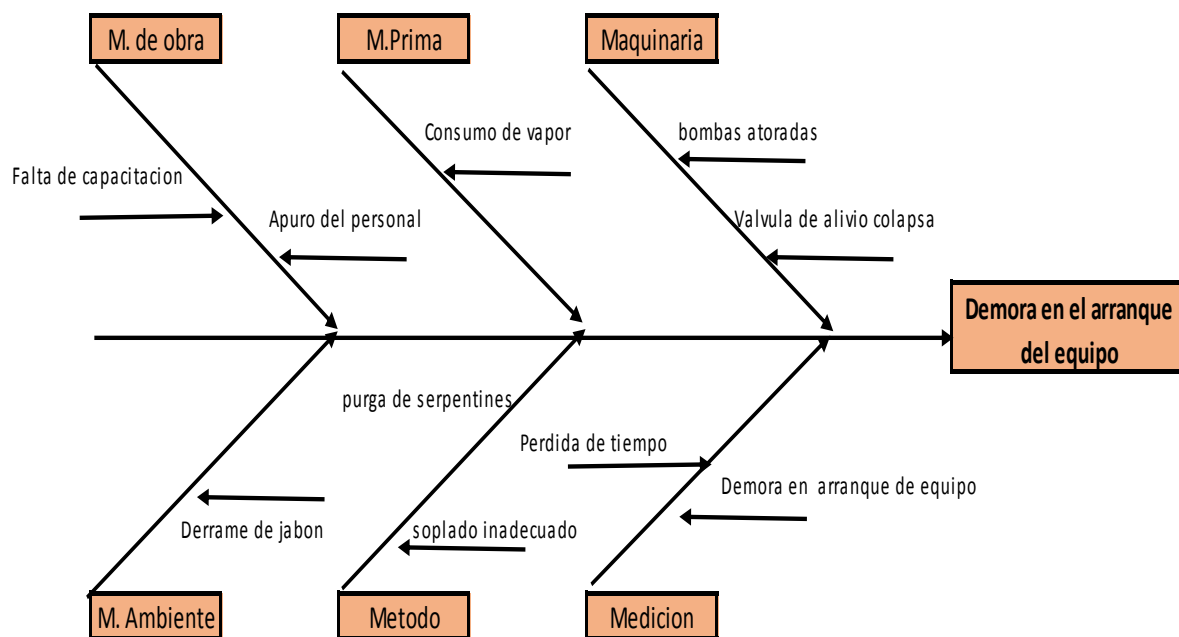 M. de obra
M.Prima
Maquinaria
Consumo de vapor
bombas atoradas
Falta de capacitacion
Apuro del personal
Valvula de alivio colapsa
Demora en el arranque
del equipo
purga de serpentines
Perdida de tiempo
Demora en arranque de equipo
Derrame de jabon
soplado inadecuado
M. Ambiente
Metodo
Medicion